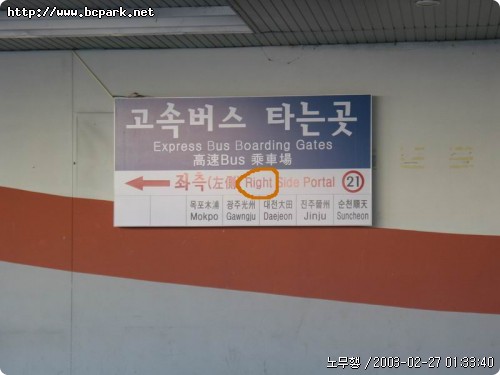 http://www.bcpark.net
고속버스 타는곳
Express Bus Boarding Gates
高速Bus 乘車場
좌측(左側) Right Side Portal 21
목포木浦 광주光州 대전大田 진주晉州 순천順天
Mokpo Gawngju Daejeon Jinju Suncheon
노무챙 /2003-02-27 01:33:40